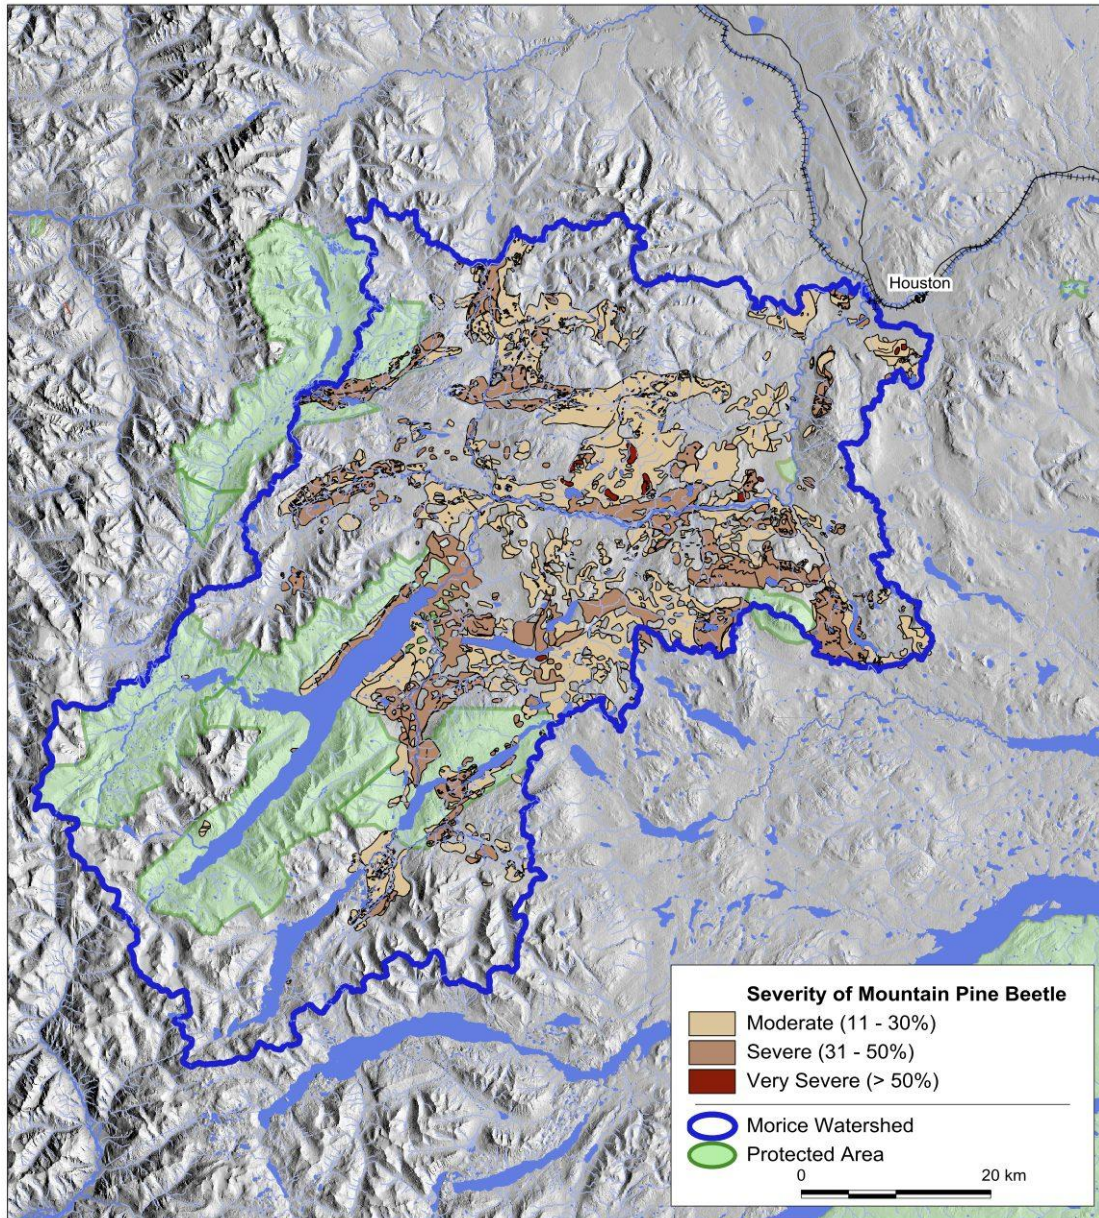 Houston
Severity of Mountain Pine Beetle
Moderate (11 - 30%)
Severe (31 - 50%)
Very Severe (> 50%)
Morice Watershed
Protected Area
0 20 km